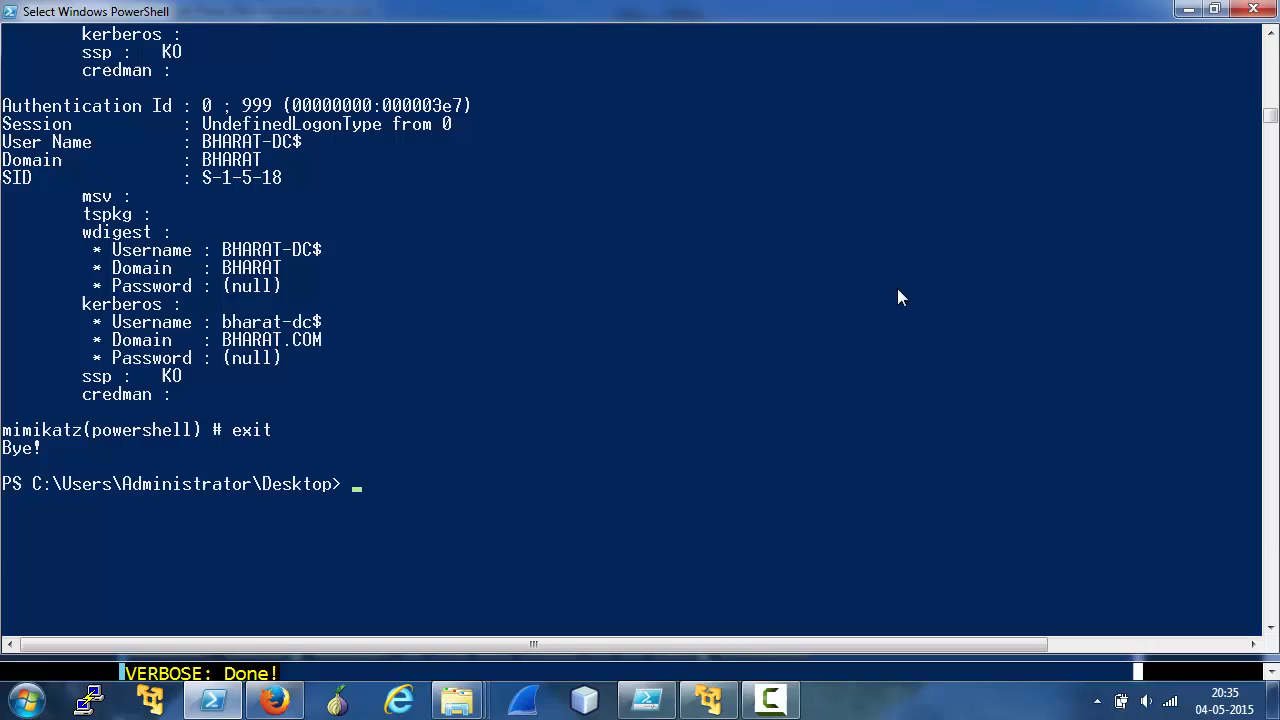 Select Windows PowerShell
kerberos :
ssp :   KO
credman :
Authentication Id : 0 ; 999 (00000000:000003e7)
Session           : UndefinedLogonType from 0
User Name         : BHARAT-DC$
Domain            : BHARAT
SID               : S-1-5-18
msv :
tspkg :
wdigest :
* Username : BHARAT-DC$
* Domain   : BHARAT
* Password : (null)
kerberos :
* Username : bharat-dc$
* Domain   : BHARAT.COM
* Password : (null)
ssp :   KO
credman :
mimikatz(powershell) # exit
Bye!
PS C:\Users\Administrator\Desktop> _
VERBOSE: Done!
20:35
04-05-2015